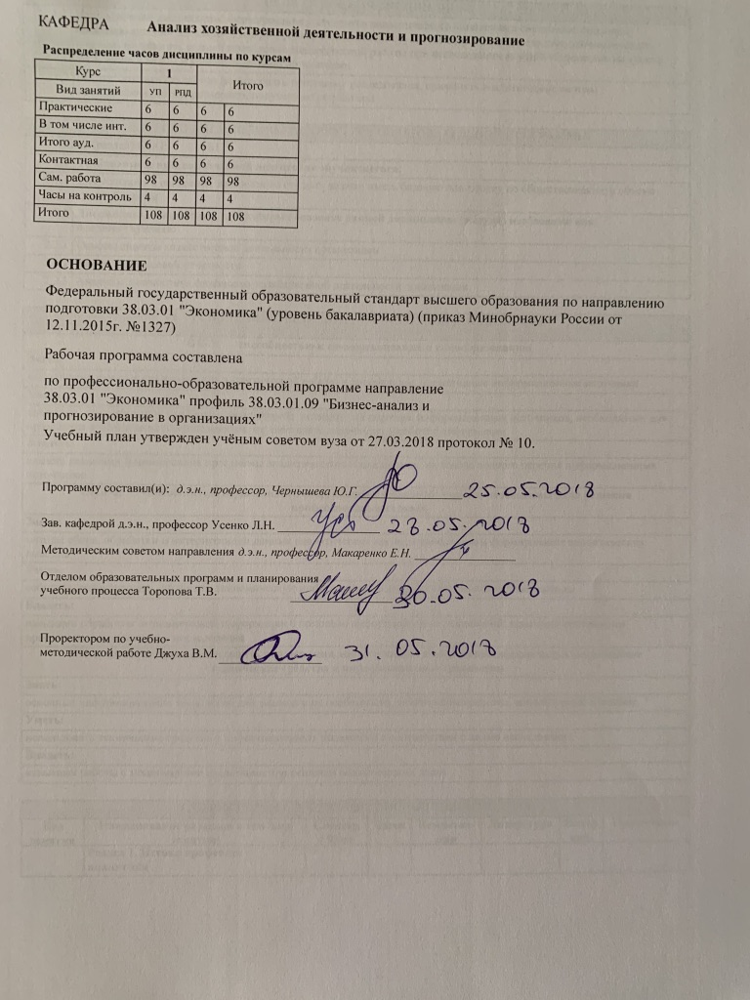 КАФЕДРА Анализ хозяйственной деятельности и прогнозирование
Распределение часов дисциплины по курсам
Курс 1 Итого
Вид занятий УП РПД
Практические 6 6 6 6
В том числе инт. 6 6 6 6
Итого ауд. 6 6 6 6
Контактная 6 6 6 6
Сам. работа 98 98 98 98
Часы на контроль 4 4 4 4
Итого 108 108 108 108
ОСНОВАНИЕ
Федеральный государственный образовательный стандарт высшего образования по направлению
подготовки 38.03.01 "Экономика" (уровень бакалавриата) (приказ Минобрнауки России от
12.11.2015г. №1327)
Рабочая программа составлена
по профессионально-образовательной программе направление
38.03.01 "Экономика" профиль 38.03.01.09 "Бизнес-анализ и
прогнозирование в организациях"
Учебный план утвержден учёным советом вуза от 27.03.2018 протокол № 10.
Программу составил(и): д.э.н., профессор, Чернышева Ю.Г. 25.05.2018
Зав. кафедрой д.э.н., профессор Усенко Л.Н. 28.05.2018
Методическим советом направления д.э.н., профессор, Макаренко Е.Н.
Отделом образовательных программ и планирования
учебного процесса Торопова Т.В. 30.05.2018
Проректором по учебно-
методической работе Джуха В.М. 31.05.2018